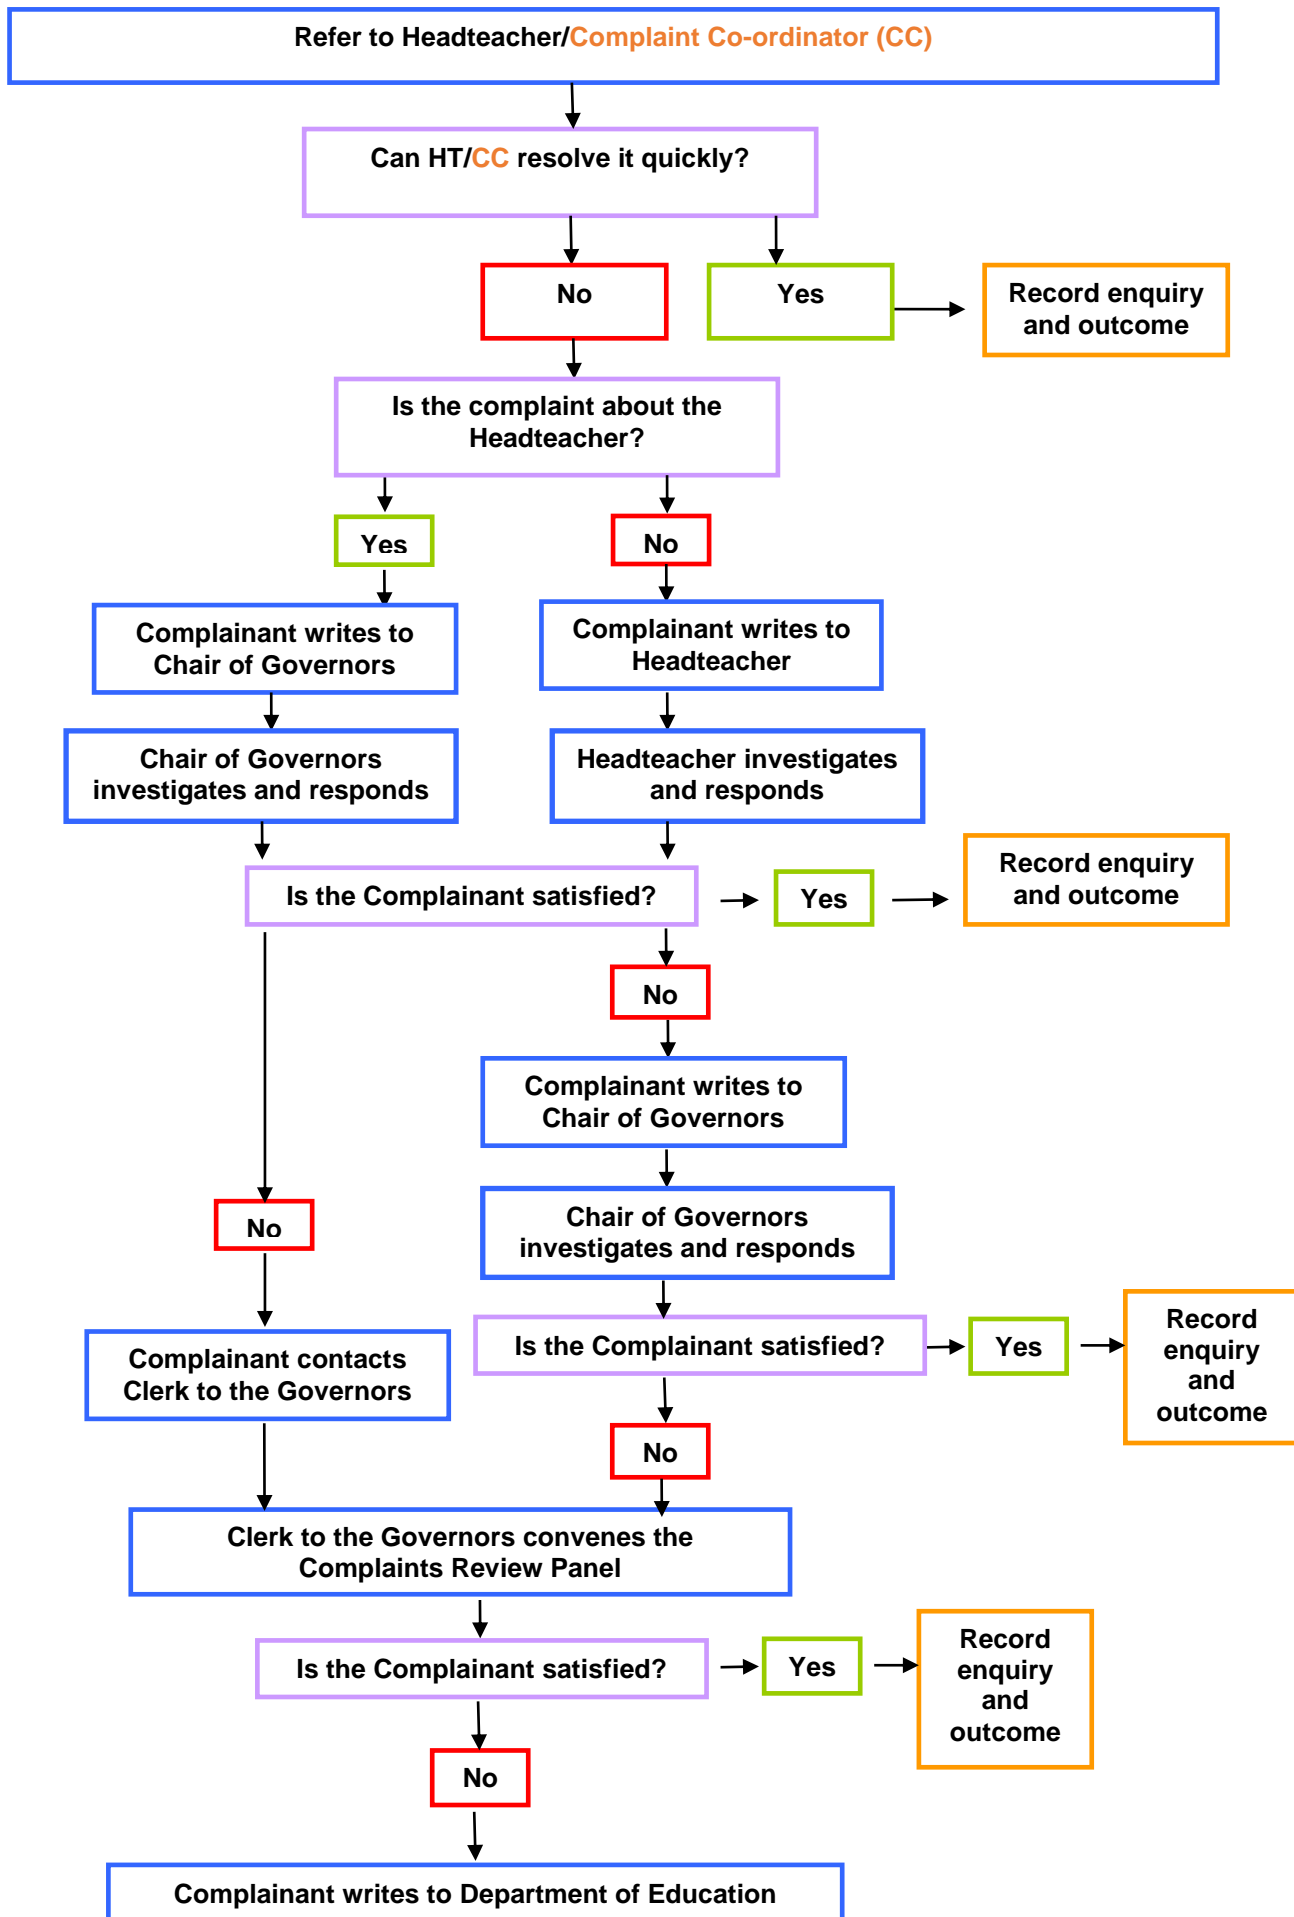 Refer to Headteacher/Complaint Co-ordinator (CC)
Can HT/CC resolve it quickly?
No
Yes
Record enquiry
and outcome
Is the complaint about the
Headteacher?
Yes
No
Complainant writes to
Chair of Governors
Complainant writes to
Headteacher
Chair of Governors
investigates and responds
Headteacher investigates
and responds
Is the Complainant satisfied?
Yes
Record enquiry
and outcome
No
Complainant writes to
Chair of Governors
Chair of Governors
investigates and responds
No
Is the Complainant satisfied?
Yes
Record
enquiry
and
outcome
Complainant contacts
Clerk to the Governors
No
Clerk to the Governors convenes the
Complaints Review Panel
Is the Complainant satisfied?
Yes
Record
enquiry
and
outcome
No
Complainant writes to Department of Education